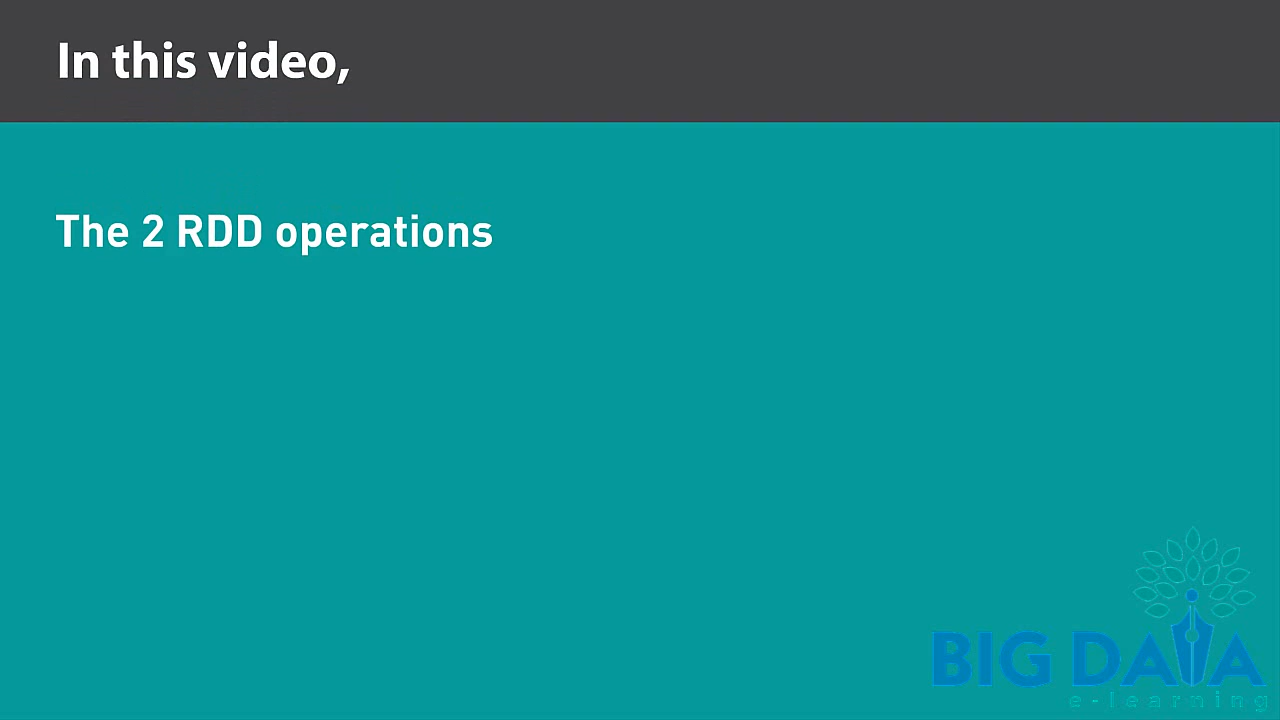 In this video,
The 2 RDD operations
BIG DATA
e-learning